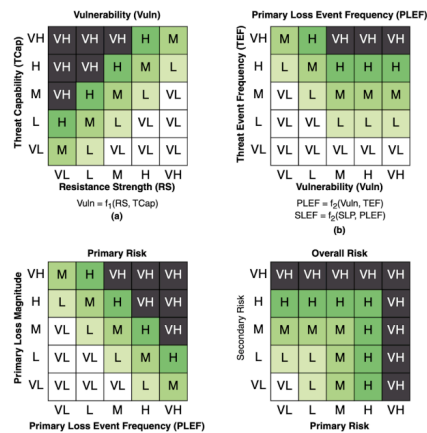 Vulnerability (Vuln)
Threat Capability (TCap)
VH VH VH VH H M
H VH VH H M L
M VH H M L VL
L H M L VL VL
VL M L VL VL VL
VL L M H VH
Resistance Strength (RS)
Vuln = f1(RS, TCap)
(a)
Primary Loss Event Frequency (PLEF)
Threat Event Frequency (TEF)
VH M H VH VH VH
H L M H H H
M VL L M M M
L VL VL L L L
VL VL VL VL VL VL
VL L M H VH
Vulnerability (Vuln)
PLEF = f2(Vuln, TEF)
SLEF = f2(SLP, PLEF)
(b)
Primary Risk
Primary Loss Magnitude
VH M H VH VH VH
H L M H VH VH
M VL L M H VH
L VL VL L M H
VL VL VL VL L M
VL L M H VH
Primary Loss Event Frequency (PLEF)
Overall Risk
Secondary Risk
VH VH VH VH VH VH
H H H H H VH
M M M M H VH
L L L M H VH
VL VL L M H VH
VL L M H VH
Primary Risk